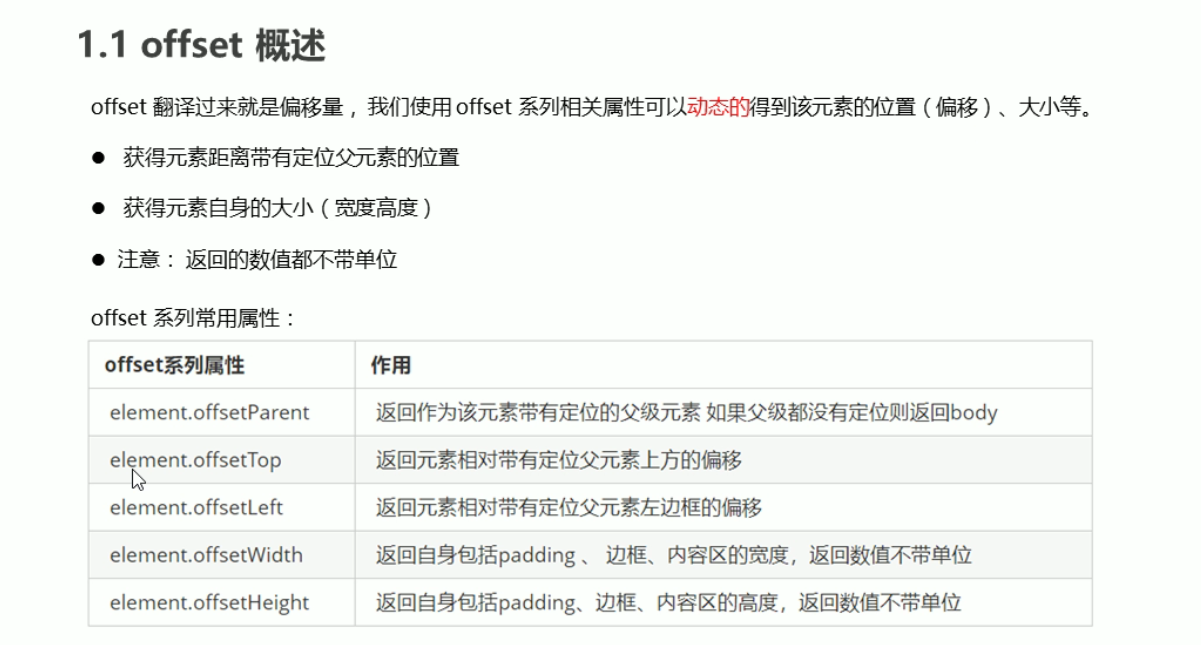 1.1 offset 概述
offset 翻译过来就是偏移量，我们使用 offset 系列相关属性可以动态的得到该元素的位置（偏移）、大小等。
● 获得元素距离带有定位父元素的位置
● 获得元素自身的大小（宽度高度）
● 注意： 返回的数值都不带单位
offset 系列常用属性：
offset系列属性 作用
element.offsetParent 返回作为该元素带有定位的父级元素 如果父级都没有定位则返回body
element.offsetTop 返回元素相对带有定位父元素上方的偏移
element.offsetLeft 返回元素相对带有定位父元素左边框的偏移
element.offsetWidth 返回自身包括padding 、 边框、内容区的宽度，返回数值不带单位
element.offsetHeight 返回自身包括padding、边框、内容区的高度，返回数值不带单位